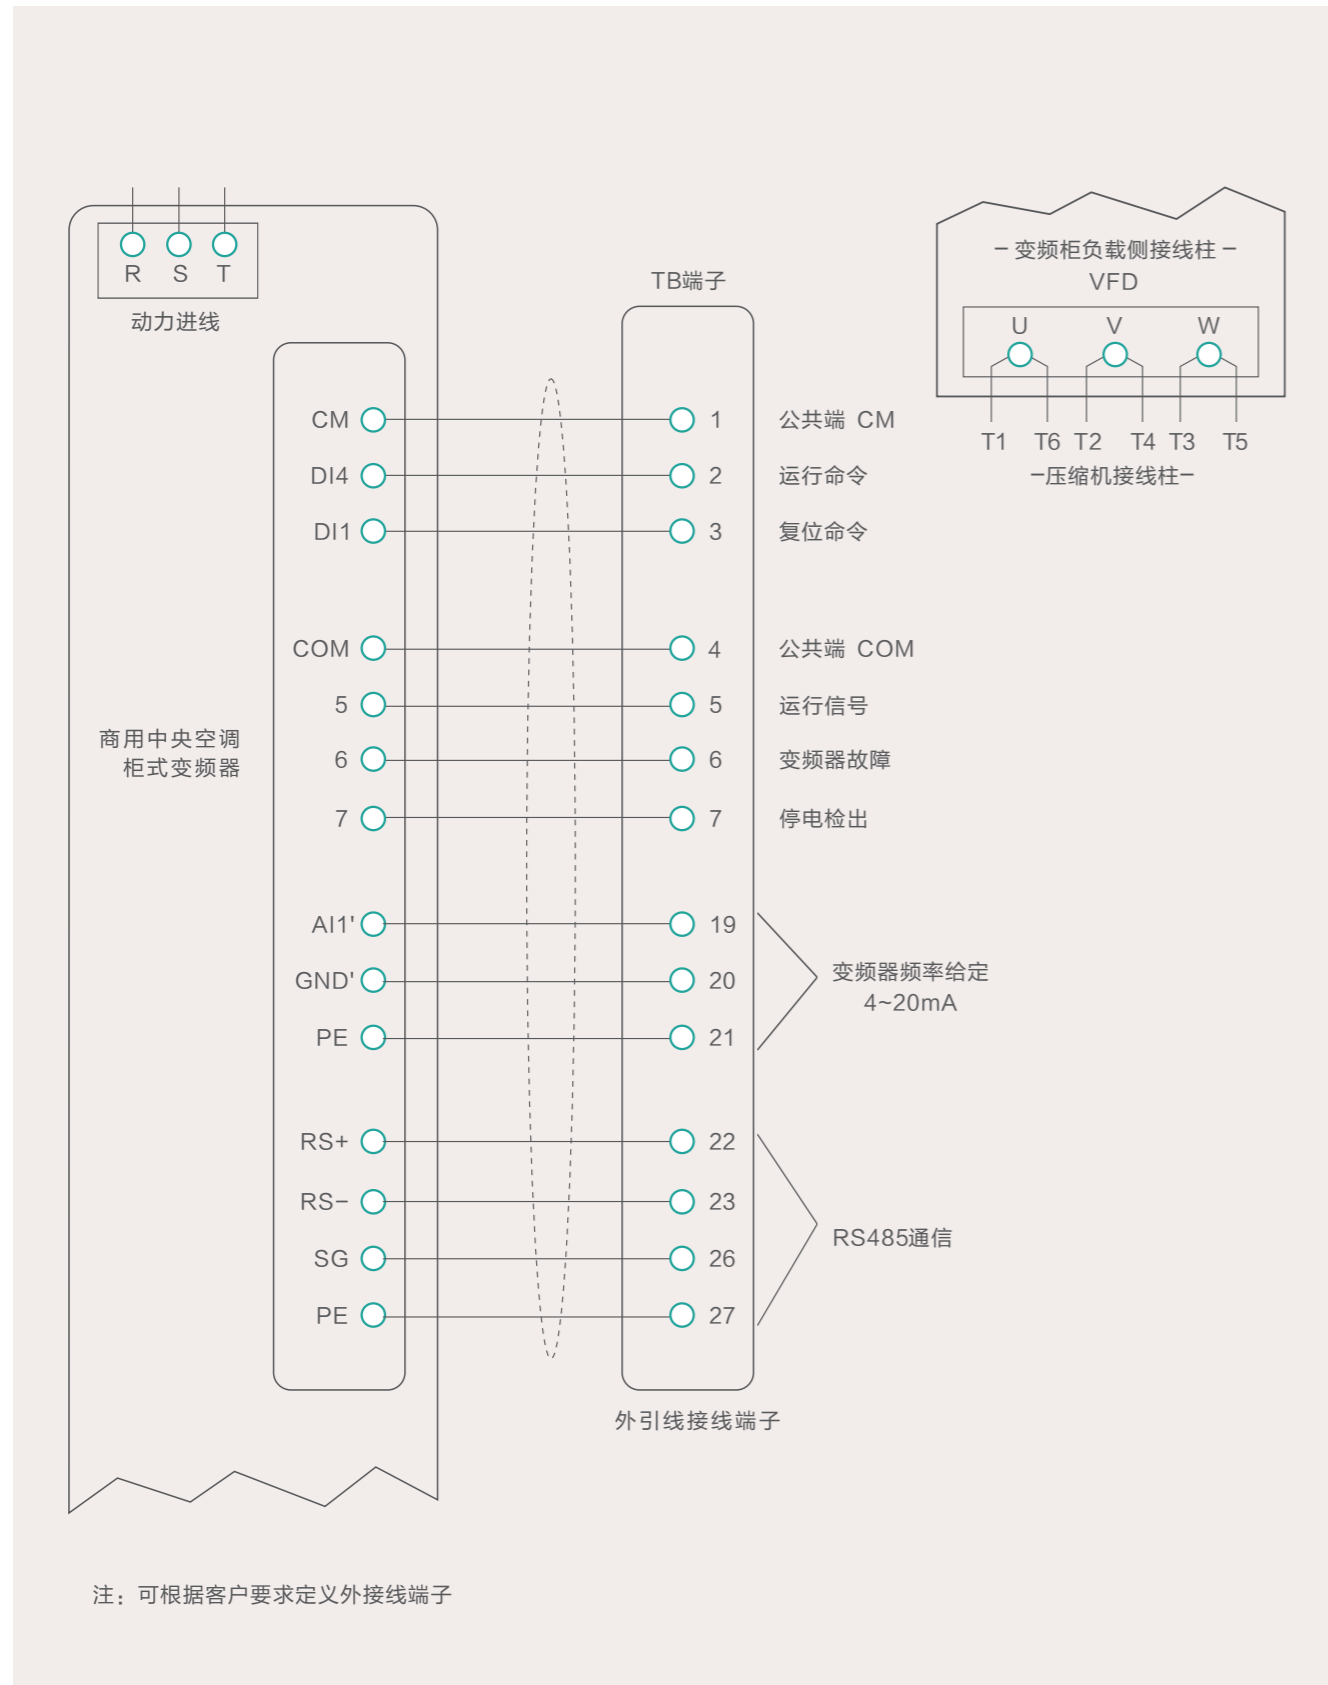 R S T
动力进线
TB端子
－变频柜负载侧接线柱－
VFD
U V W
T1 T6 T2 T4 T3 T5
－压缩机接线柱－
CM 1 公共端 CM
DI4 2 运行命令
DI1 3 复位命令
COM 4 公共端 COM
5 5 运行信号
6 6 变频器故障
7 7 停电检出
商用中央空调
柜式变频器
AI1' 19
GND' 20
PE 21
变频器频率给定
4~20mA
RS+ 22
RS- 23
SG 26
PE 27
RS485通信
外引线接线端子
注：可根据客户要求定义外接线端子